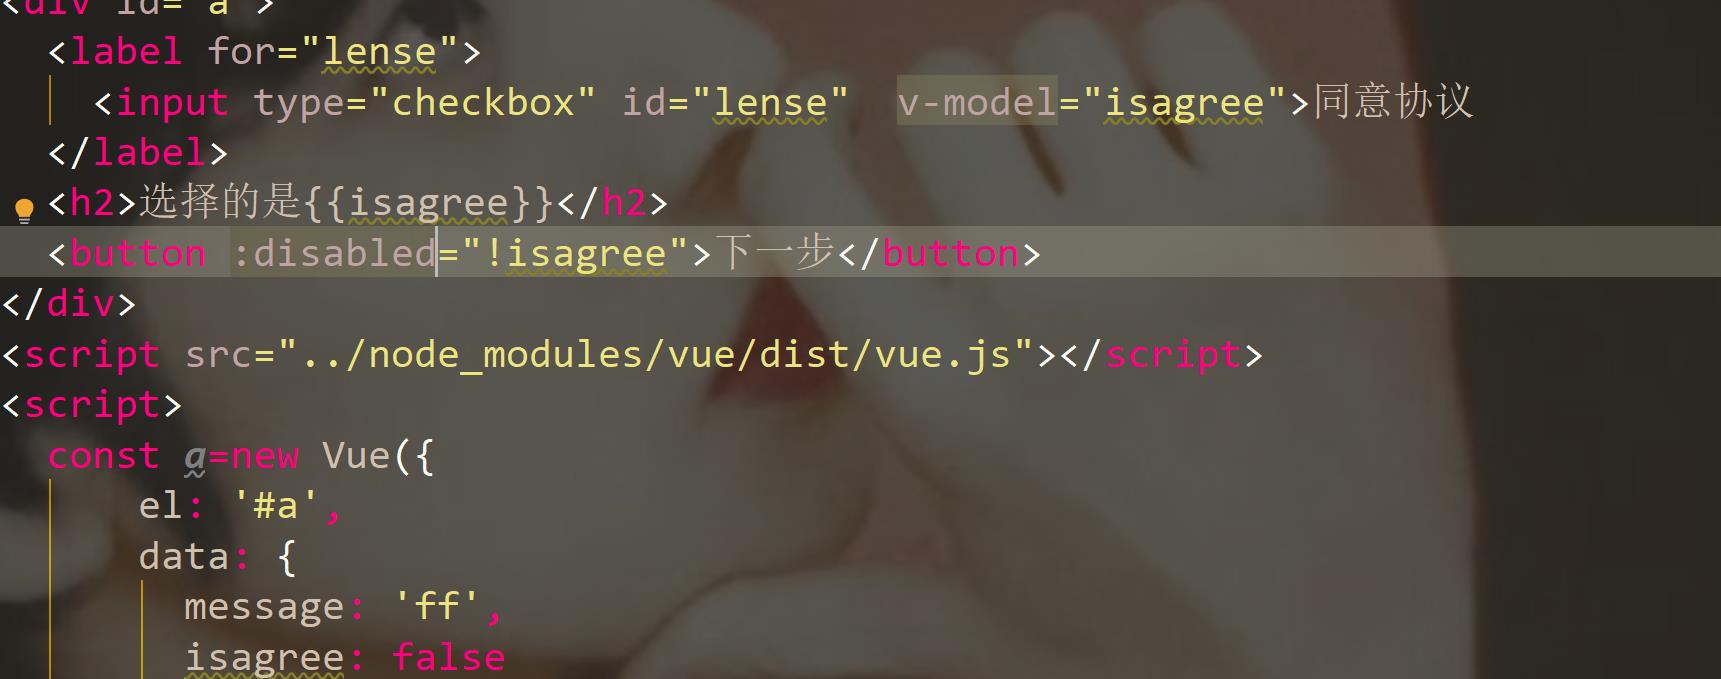 <div id="a">
<label for="lense">
<input type="checkbox" id="lense"  v-model="isagree">同意协议
</label>
<h2>选择的是{{isagree}}</h2>
<button :disabled="!isagree">下一步</button>
</div>
<script src="../node_modules/vue/dist/vue.js"></script>
<script>
const a=new Vue({
el: '#a',
data: {
message: 'ff',
isagree: false